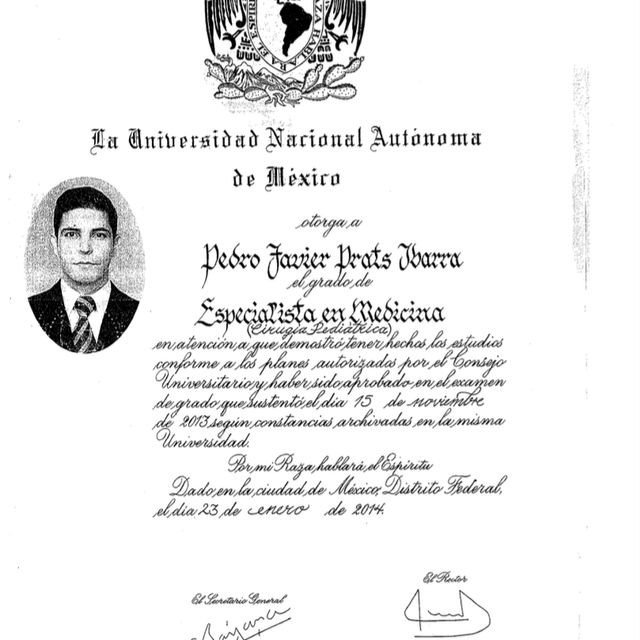 La Universidad Nacional Autónoma
de México
otorga a
Pedro Javier Prats Ibarra
el grado de
Especialista en Medicina
(Cirugía Pediátrica)
en atención a que demostró tener hechos los estudios
conforme a los planes autorizados por el Consejo
Universitario y haber sido aprobado en el examen
de grado que sustentó el día 15 de noviembre
de 2013 según constancias archivadas en la misma
Universidad.
Por mi Raza hablará el Espíritu
Dado en la ciudad de México, Distrito Federal,
el día 23 de enero de 2014.
El Rector
El Secretario General